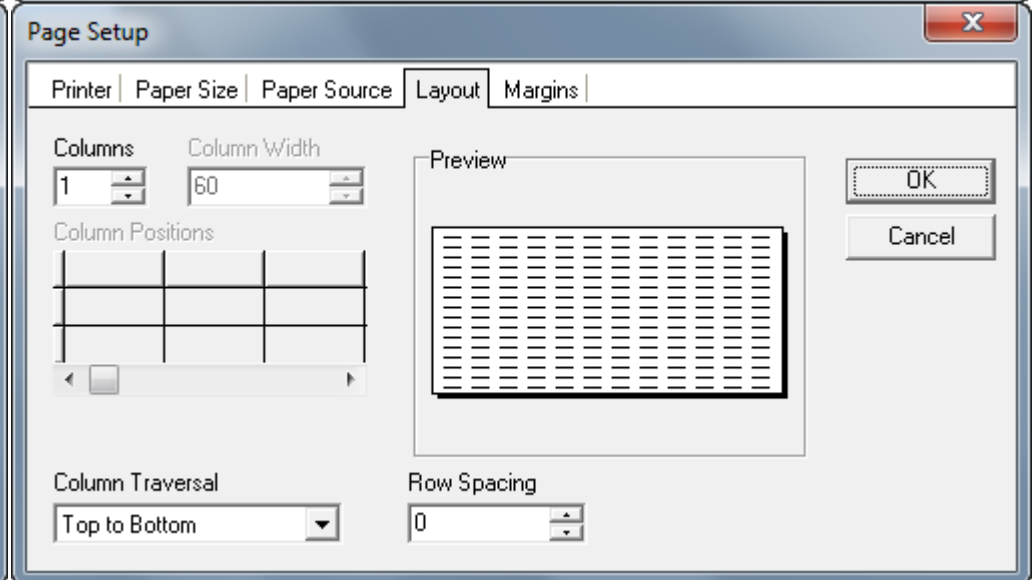 Page Setup
Printer Paper Size Paper Source Layout Margins
Columns Column Width
1 60
Column Positions
Preview
OK
Cancel
Column Traversal
Top to Bottom
Row Spacing
0